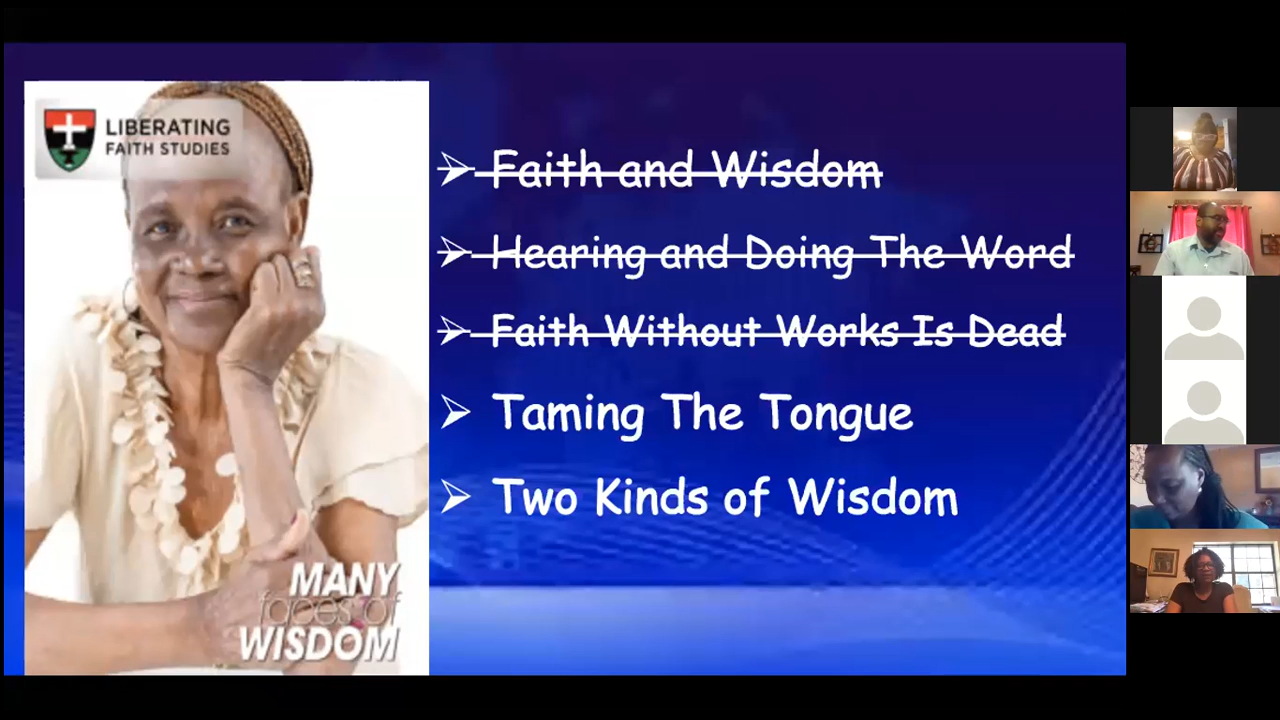 LIBERATING
FAITH STUDIES
MANY
faces of
WISDOM
Faith and Wisdom
Hearing and Doing The Word
Faith Without Works Is Dead
Taming The Tongue
Two Kinds of Wisdom